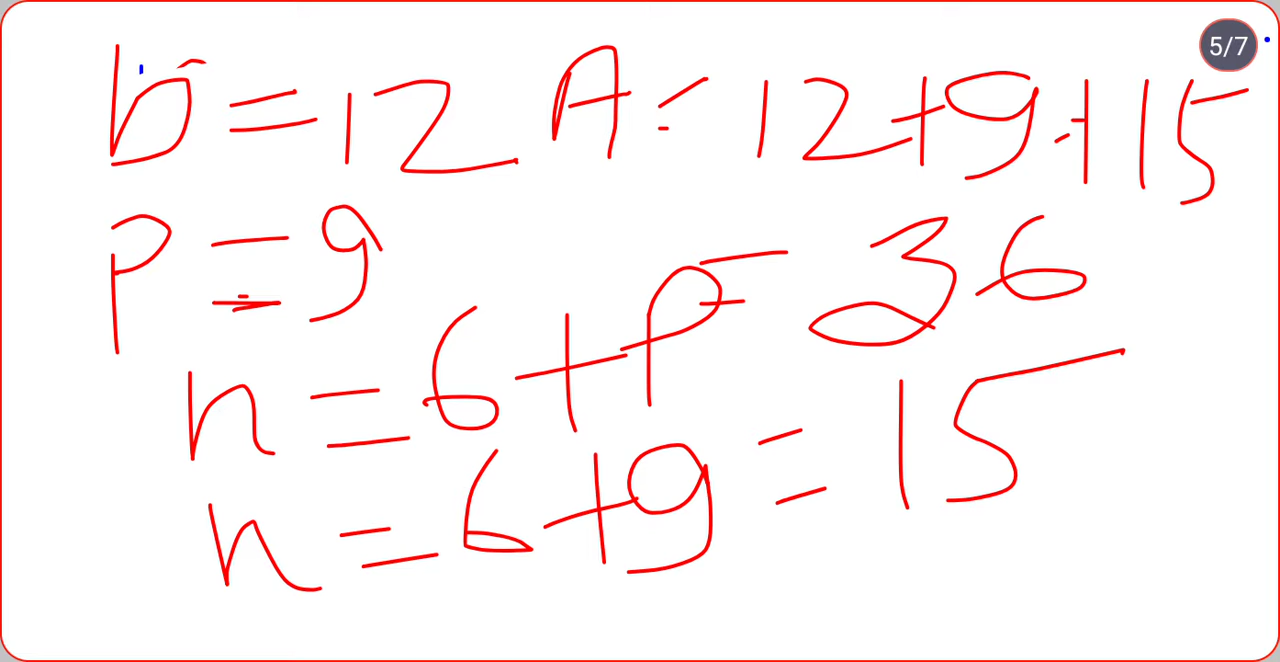 5/7
b = 12 A = 12+9+15
p = 9
= 36
n = 6+p
n = 6+9 = 15